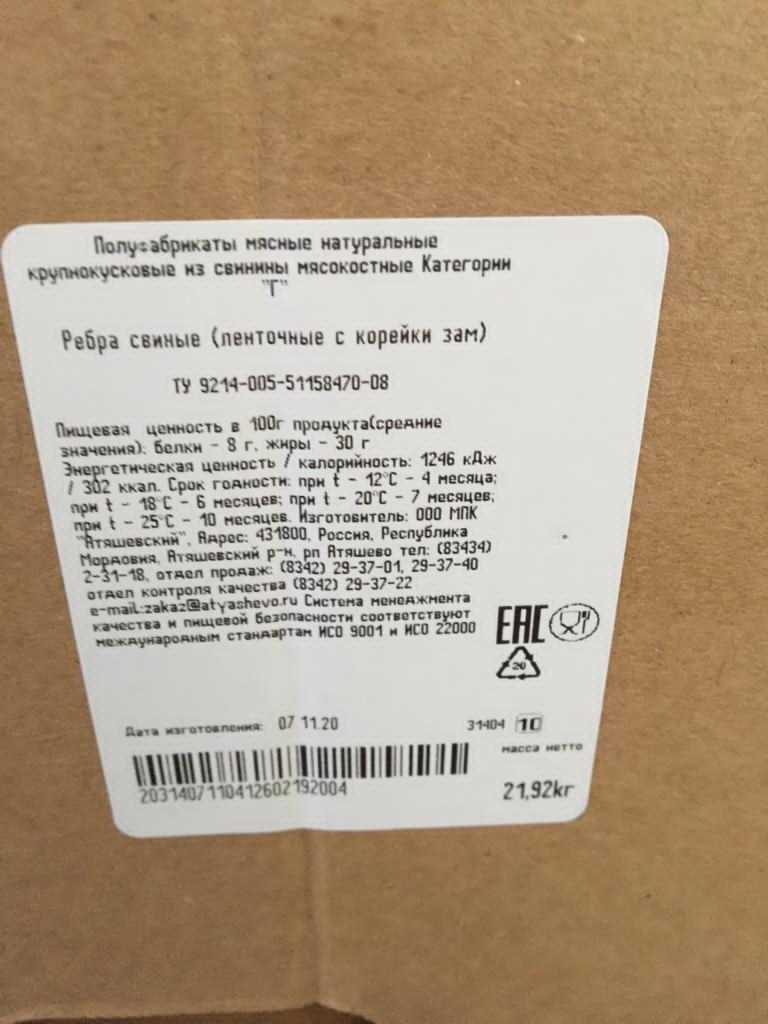 Полуфабрикаты мясные натуральные
крупнокусковые из свинины мясокостные Категории
"Г"
Ребра свиные (ленточные с корейки зам)
ТУ 9214-005-51158470-08
Пищевая ценность в 100г продукта(средние
значения): белки - 8 г, жиры - 30 г
Энергетическая ценность / калорийность: 1246 кДж
/ 302 ккал. Срок годности: при t - 12°С - 4 месяца;
при t - 18°С - 6 месяцев; при t - 20°С - 7 месяцев;
при t - 25°С - 10 месяцев. Изготовитель: ООО МПК
"Атяшевский", Адрес: 431800, Россия, Республика
Мордовия, Атяшевский р-н, рп Атяшево тел: (83434)
2-31-18, отдел продаж: (8342) 29-37-01, 29-37-40
отдел контроля качества (8342) 29-37-22
e-mail:zakaz@atyashevo.ru Система менеджмента
качества и пищевой безопасности соответствуют
международным стандартам ИСО 9001 и ИСО 22000
ЕАС
20
Дата изготовления: 07 11.20 31404 10
масса нетто
2031407110412602192004 21,92кг